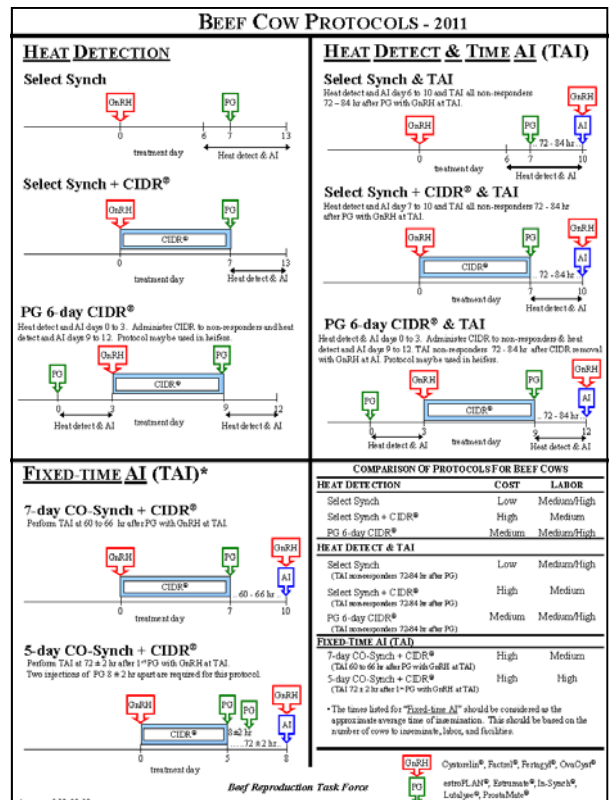 BEEF COW PROTOCOLS - 2011
HEAT DETECTION
Select Synch
GnRH
PG
0
6
7
13
treatment day
Heat detect & AI
Select Synch + CIDR®
GnRH
PG
CIDR®
0
7
13
treatment day
Heat detect & AI
PG 6-day CIDR®
Heat detect and AI days 0 to 3. Administer CIDR to non-responders and heat
detect and AI days 9 to 12. Protocol may be used in heifers.
GnRH
PG
PG
CIDR®
0
3
9
12
Heat detect & AI
treatment day
Heat detect & AI
HEAT DETECT & TIME AI (TAI)
Select Synch & TAI
Heat detect and AI day 6 to 10 and TAI all non-responders
72 – 84 hr after PG with GnRH at TAI.
GnRH
GnRH
PG
AI
.. 72 - 84 hr ..
0
6
7
10
treatment day
Heat detect & AI
Select Synch + CIDR® & TAI
Heat detect and AI day 7 to 10 and TAI all non-responders 72 - 84 hr
after PG with GnRH at TAI.
GnRH
GnRH
PG
AI
CIDR®
.. 72 - 84 hr ..
0
7
10
treatment day
Heat detect & AI
PG 6-day CIDR® & TAI
Heat detect & AI days 0 to 3. Administer CIDR to non-responders & heat
detect and AI days 9 to 12. TAI non-responders 72 - 84 hr after CIDR removal
with GnRH at AI. Protocol may be used in heifers.
GnRH
GnRH
PG
PG
AI
CIDR®
.. 72 - 84 hr ..
0
3
9
12
Heat detect & AI
treatment day
Heat detect & AI
FIXED-TIME AI (TAI)*
7-day CO-Synch + CIDR®
Perform TAI at 60 to 66 hr after PG with GnRH at TAI.
GnRH
PG
GnRH
AI
CIDR®
.. 60 - 66 hr ..
0
7
10
treatment day
5-day CO-Synch + CIDR®
Perform TAI at 72 ± 2 hr after 1st PG with GnRH at TAI.
Two injections of PG 8 ± 2 hr apart are required for this protocol.
GnRH
PG
PG
GnRH
AI
CIDR®
8±2 hr
.....72 ±2 hr....
0
5
8
treatment day
COMPARISON OF PROTOCOLS FOR BEEF COWS
HEAT DETECTION COST LABOR
Select Synch Low Medium/High
Select Synch + CIDR® High Medium
PG 6-day CIDR® Medium Medium/High
HEAT DETECT & TAI
Select Synch Low Medium/High
(TAI non-responders 72-84 hr after PG)
Select Synch + CIDR® High Medium
(TAI non-responders 72-84 hr after PG)
PG 6-day CIDR® Medium Medium/High
(TAI non-responders 72-84 hr after PG)
FIXED-TIME AI (TAI)
7-day CO-Synch + CIDR® High Medium
(TAI 60 to 66 hr after PG with GnRH at TAI)
5-day CO-Synch + CIDR® High High
(TAI 72 ± 2 hr after 1st PG with GnRH at TAI)
* The times listed for "Fixed-time AI" should be considered as the
approximate average time of insemination. This should be based on the
number of cows to inseminate, labor, and facilities.
GnRH Cystorelin®, Factrel®, Fertagyl®, OvaCyst®
PG estroPLAN®, Estrumate®, In-Synch®,
Lutalyse®, ProstaMate®
Beef Reproduction Task Force